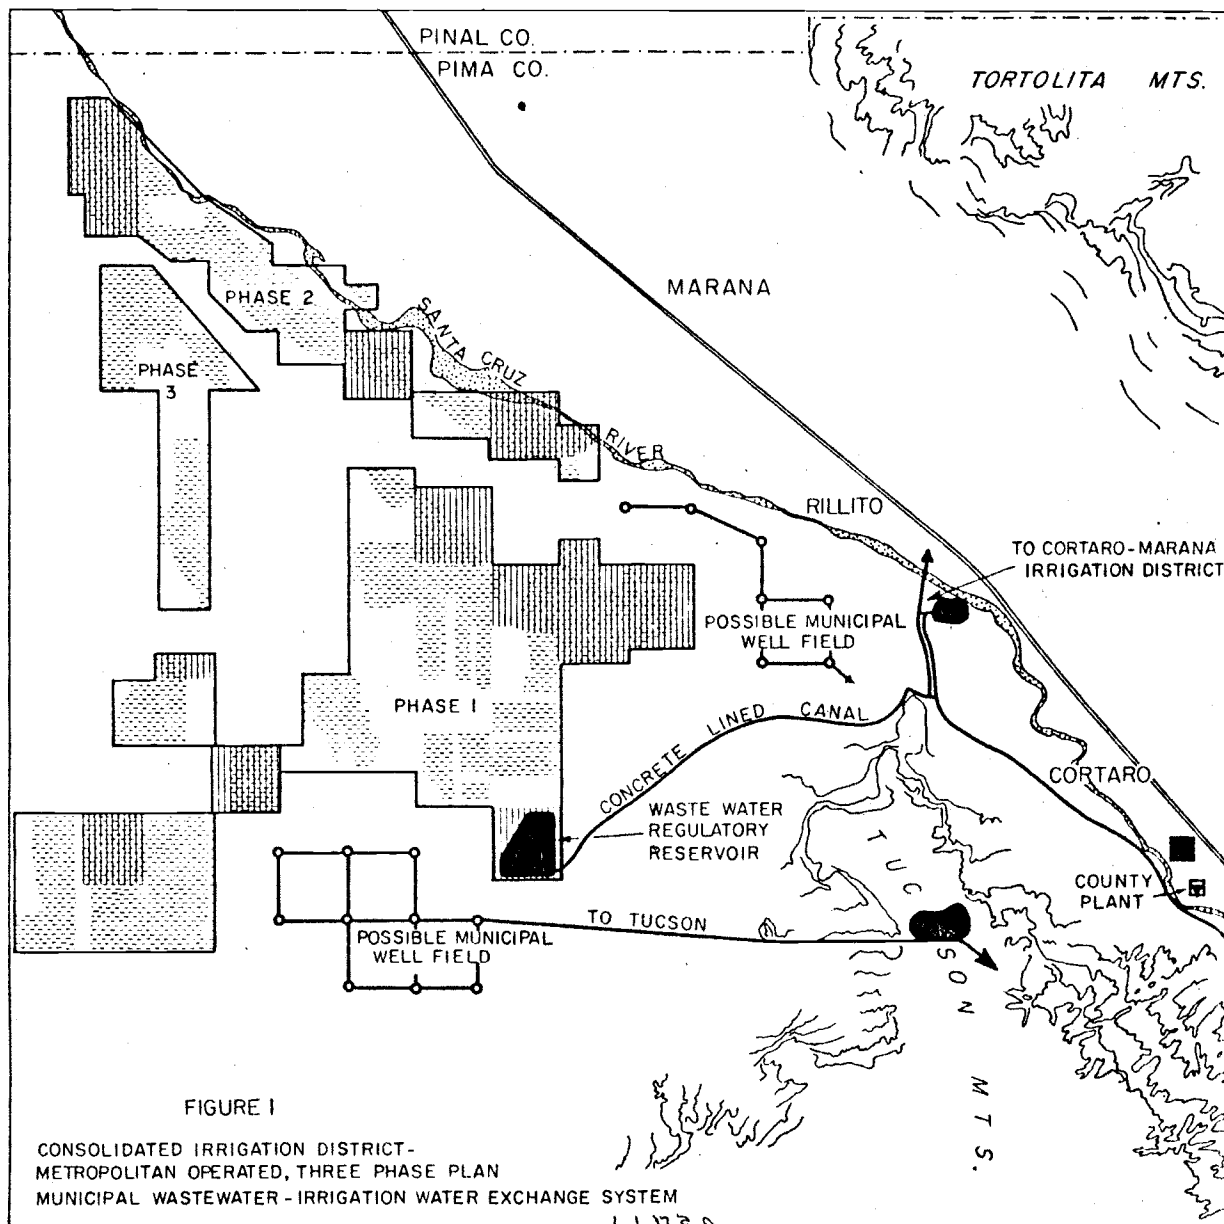 PINAL CO.
PIMA CO.
TORTOLITA MTS.
MARANA
PHASE 2
SANTA CRUZ
RIVER
PHASE
3
RILLITO
TO CORTARO-MARANA
IRRIGATION DISTRICT
POSSIBLE MUNICIPAL
WELL FIELD
PHASE 1
CONCRETE LINED CANAL
CORTARO
WASTE WATER
REGULATORY
RESERVOIR
COUNTY
PLANT
TUCSON MTS.
TO TUCSON
POSSIBLE MUNICIPAL
WELL FIELD
FIGURE 1
CONSOLIDATED IRRIGATION DISTRICT-
METROPOLITAN OPERATED, THREE PHASE PLAN
MUNICIPAL WASTEWATER-IRRIGATION WATER EXCHANGE SYSTEM